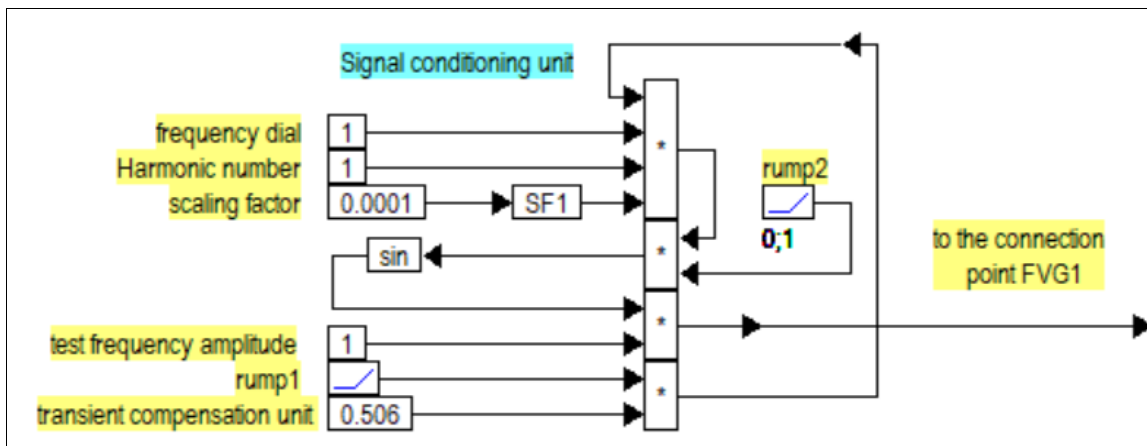 Signal conditioning unit
frequency dial 1
Harmonic number 1
scaling factor 0.0001 SF1
*
rump2
0;1
sin
*
to the connection
point FVG1
*
test frequency amplitude 1
rump1
*
transient compensation unit 0.506